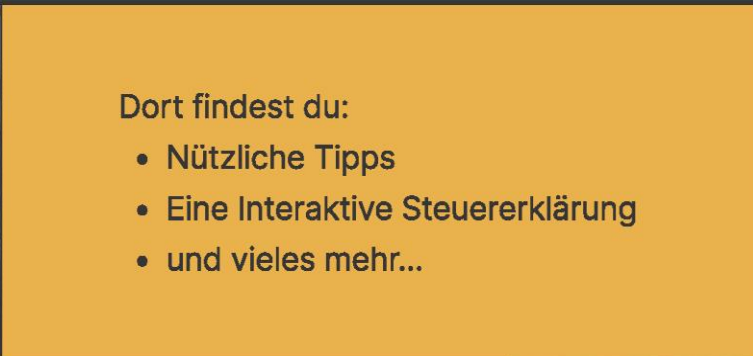 Dort findest du:
• Nützliche Tipps
• Eine Interaktive Steuererklärung
• und vieles mehr...